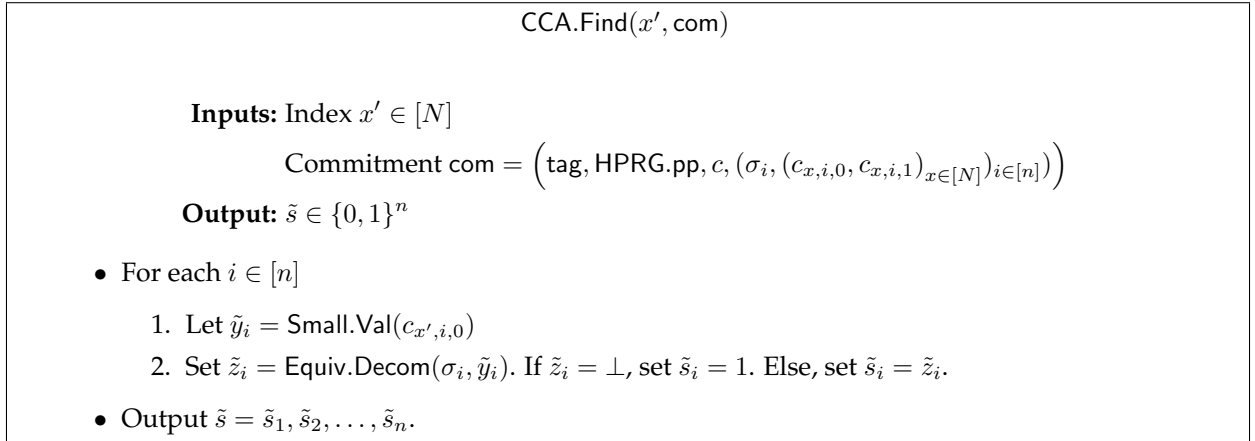 CCA.Find(x′, com)
Inputs: Index x′ ∈ [N]
Commitment com = (tag, HPRG.pp, c, (σ_i, (c_{x,i,0}, c_{x,i,1})_{x∈[N]})_{i∈[n]}))
Output: s̃ ∈ {0, 1}^n
• For each i ∈ [n]
1. Let ỹ_i = Small.Val(c_{x′,i,0})
2. Set z̃_i = Equiv.Decom(σ_i, ỹ_i). If z̃_i = ⊥, set s̃_i = 1. Else, set s̃_i = z̃_i.
• Output s̃ = s̃_1, s̃_2, . . . , s̃_n.